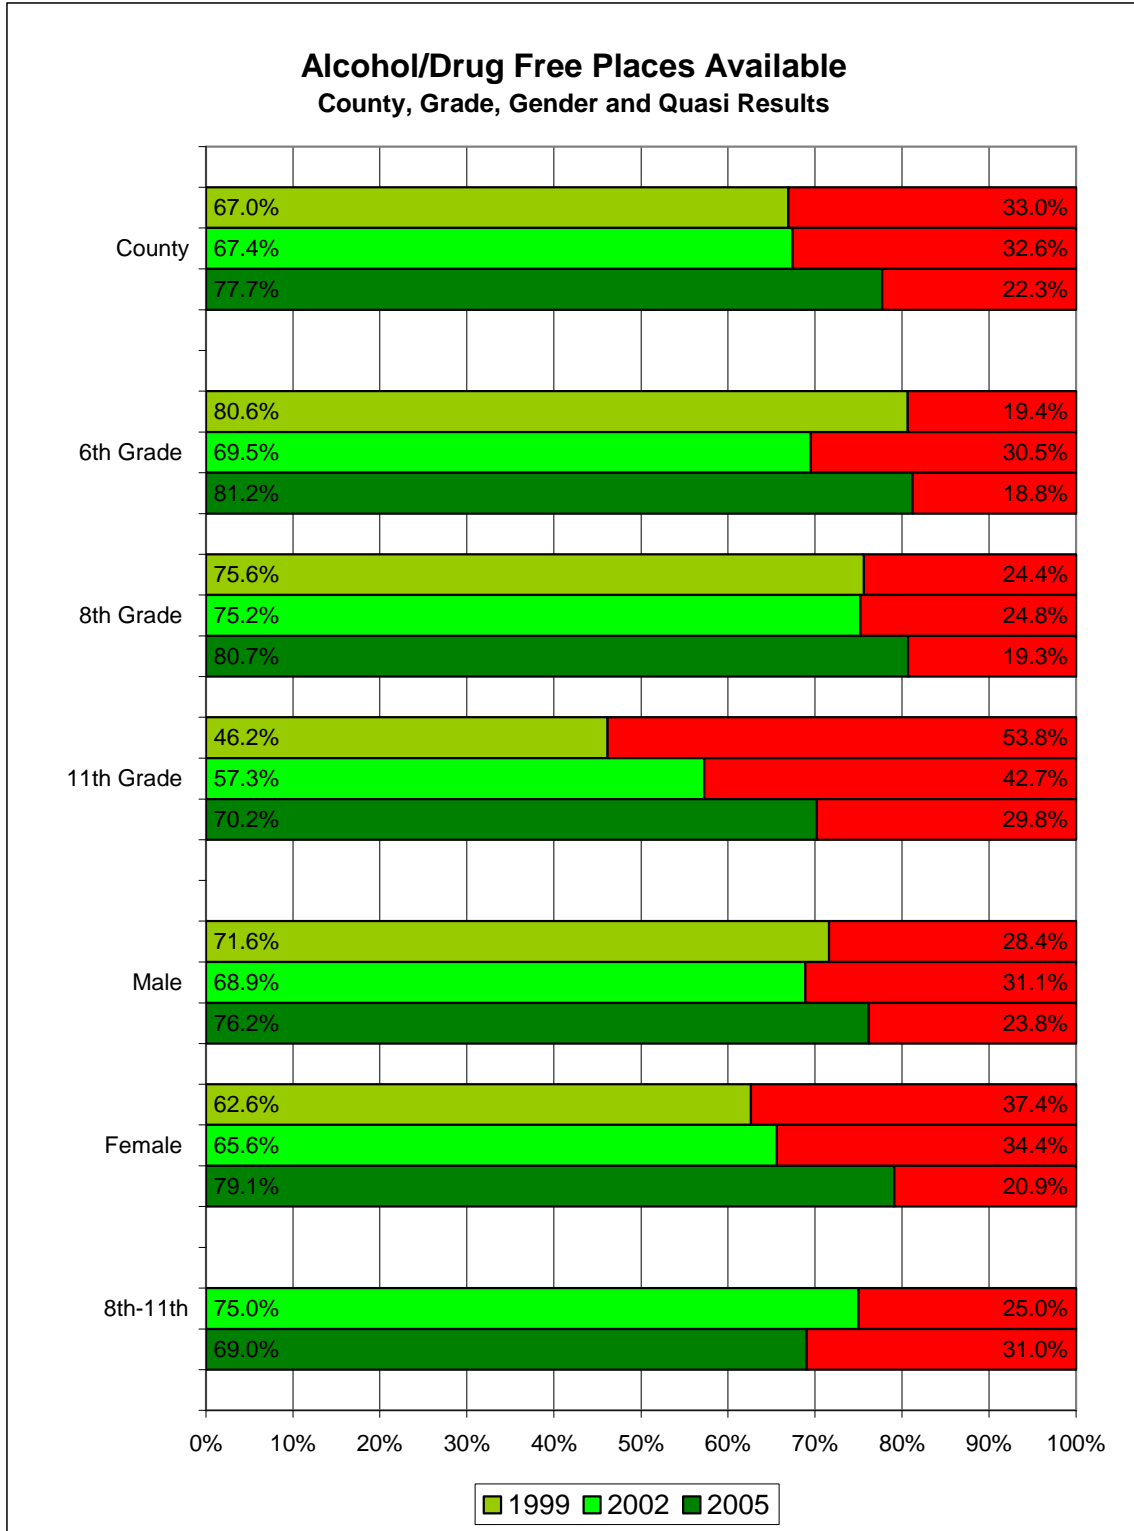 Alcohol/Drug Free Places Available
County, Grade, Gender and Quasi Results
67.0% 33.0%
County 67.4% 32.6%
77.7% 22.3%
80.6% 19.4%
6th Grade 69.5% 30.5%
81.2% 18.8%
75.6% 24.4%
8th Grade 75.2% 24.8%
80.7% 19.3%
46.2% 53.8%
11th Grade 57.3% 42.7%
70.2% 29.8%
71.6% 28.4%
Male 68.9% 31.1%
76.2% 23.8%
62.6% 37.4%
Female 65.6% 34.4%
79.1% 20.9%
8th-11th 75.0% 25.0%
69.0% 31.0%
0% 10% 20% 30% 40% 50% 60% 70% 80% 90% 100%
1999 2002 2005